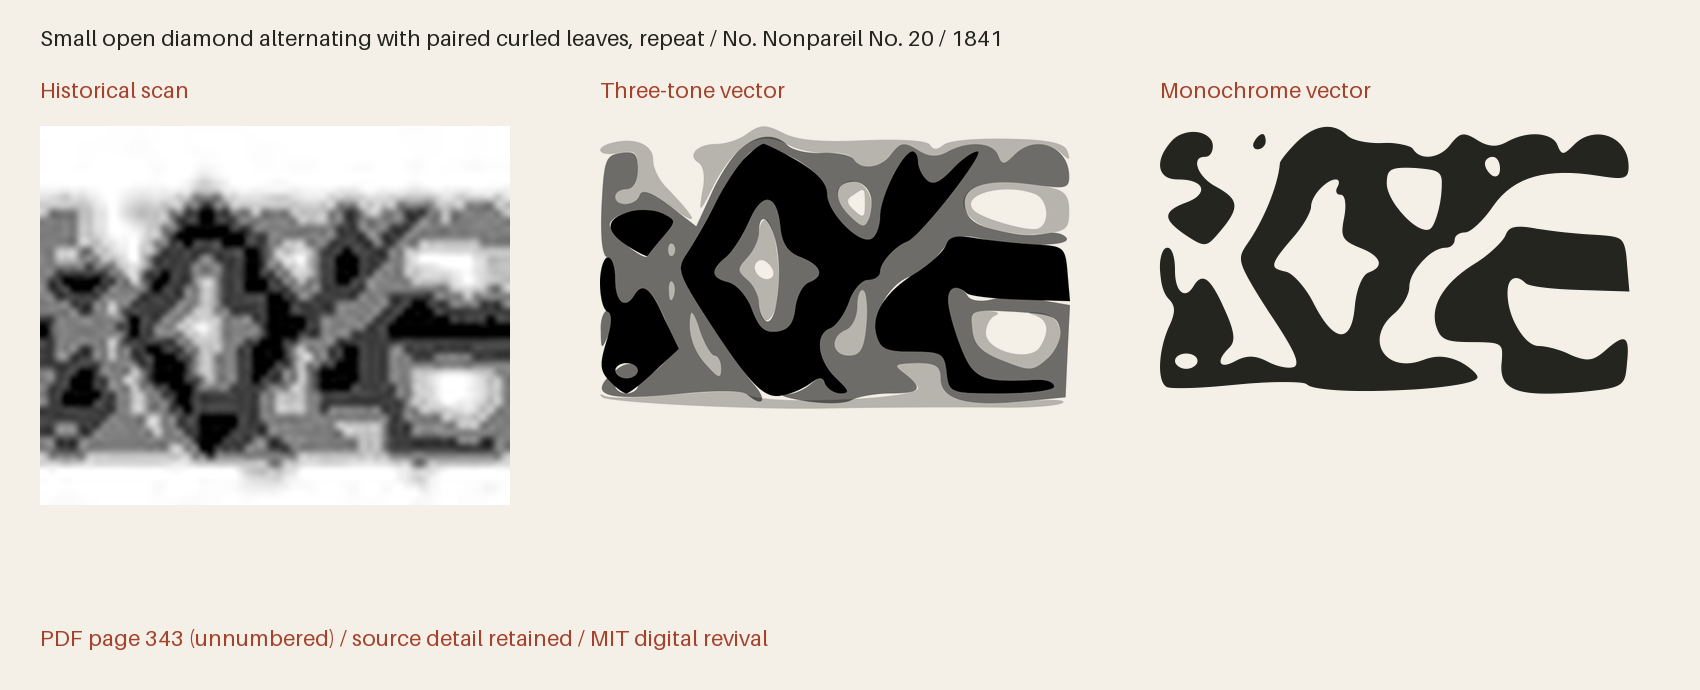 Small open diamond alternating with paired curled leaves, repeat / No. Nonpareil No. 20 / 1841
Historical scan
Three-tone vector
Monochrome vector
PDF page 343 (unnumbered) / source detail retained / MIT digital revival